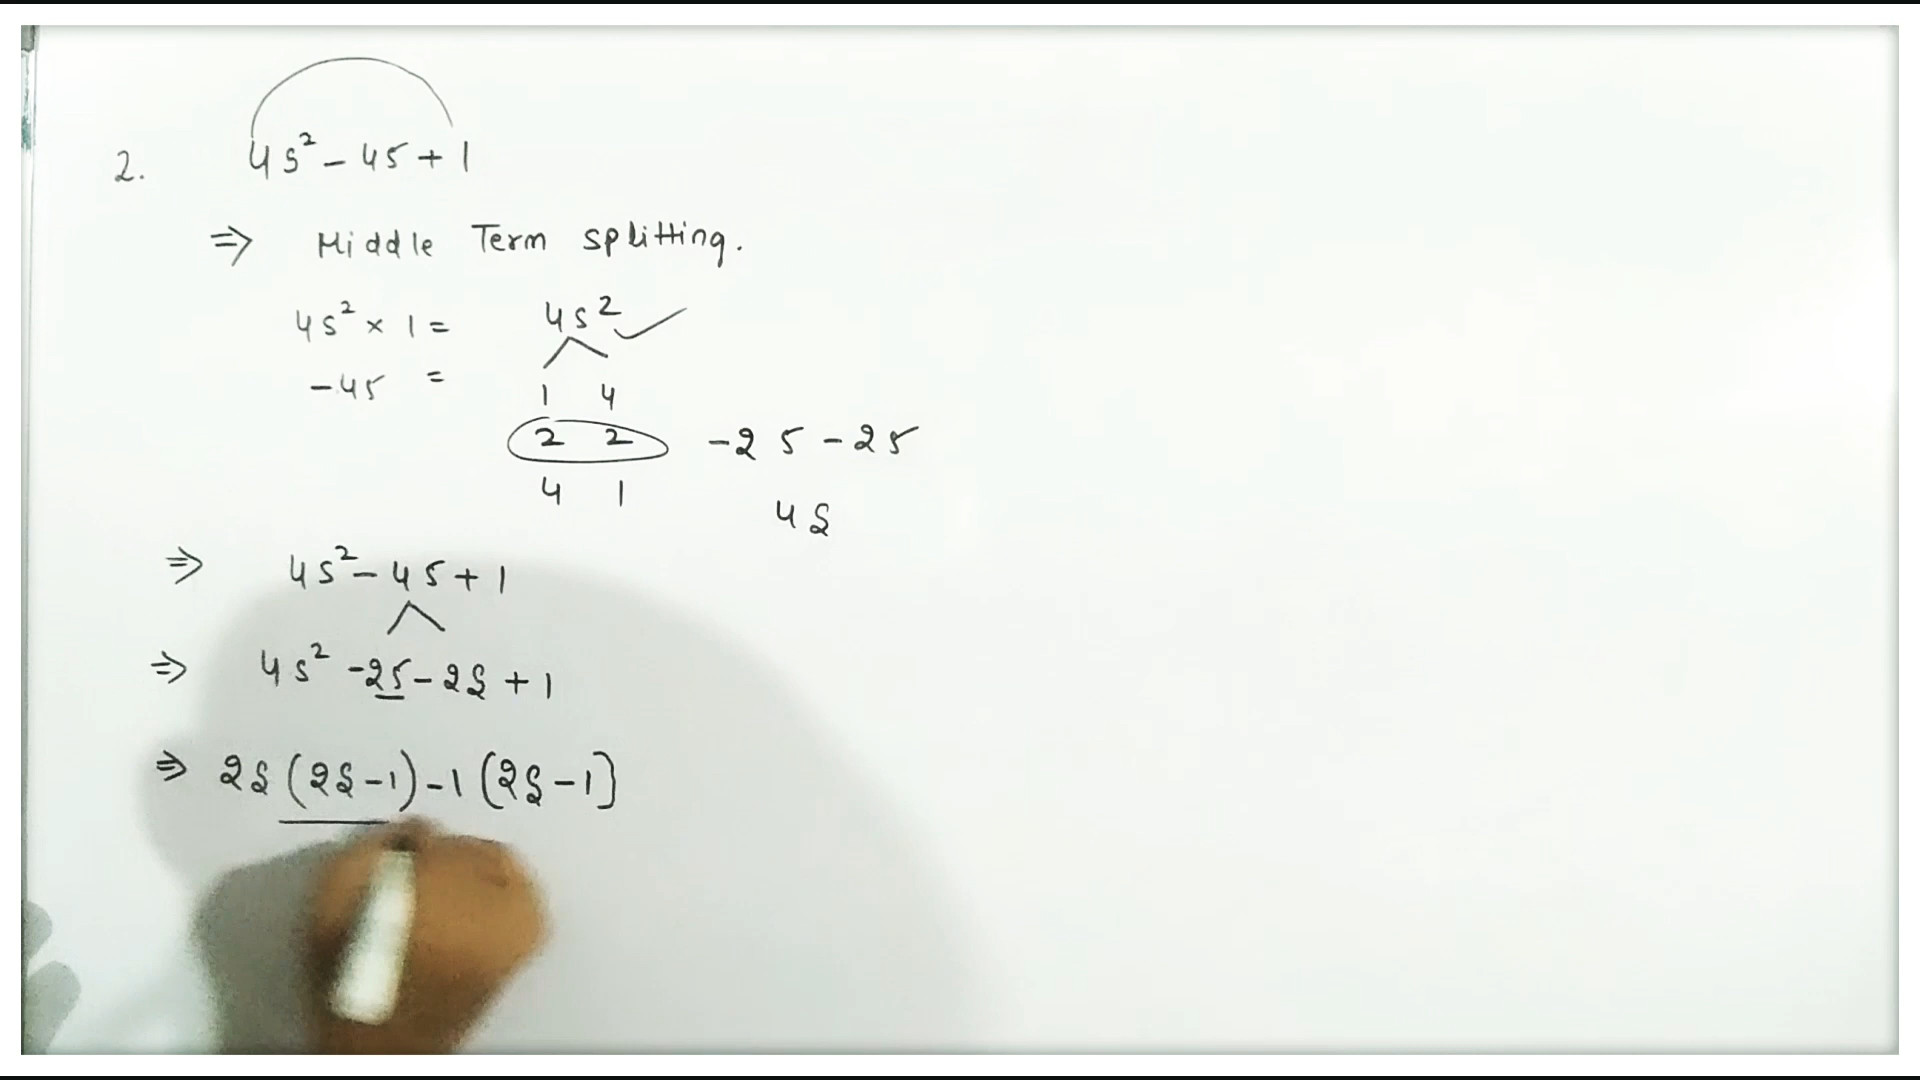 2. 4s² - 4s + 1
⇒ Middle Term splitting.
4s² × 1 = 4s² ✓
-4s =
1 4
2 2 -2s -2s
4 1
4s
⇒ 4s² - 4s + 1
⇒ 4s² -2s - 2s + 1
⇒ 2s (2s - 1) - 1 (2s - 1)